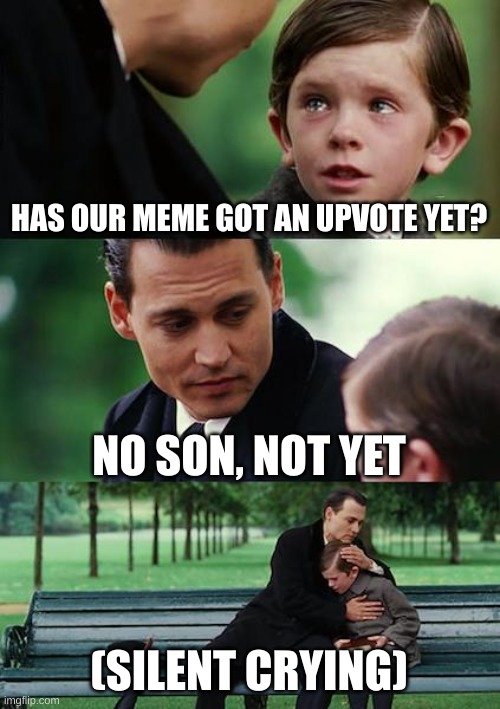 HAS OUR MEME GOT AN UPVOTE YET?
NO SON, NOT YET
(SILENT CRYING)
imgflip.com